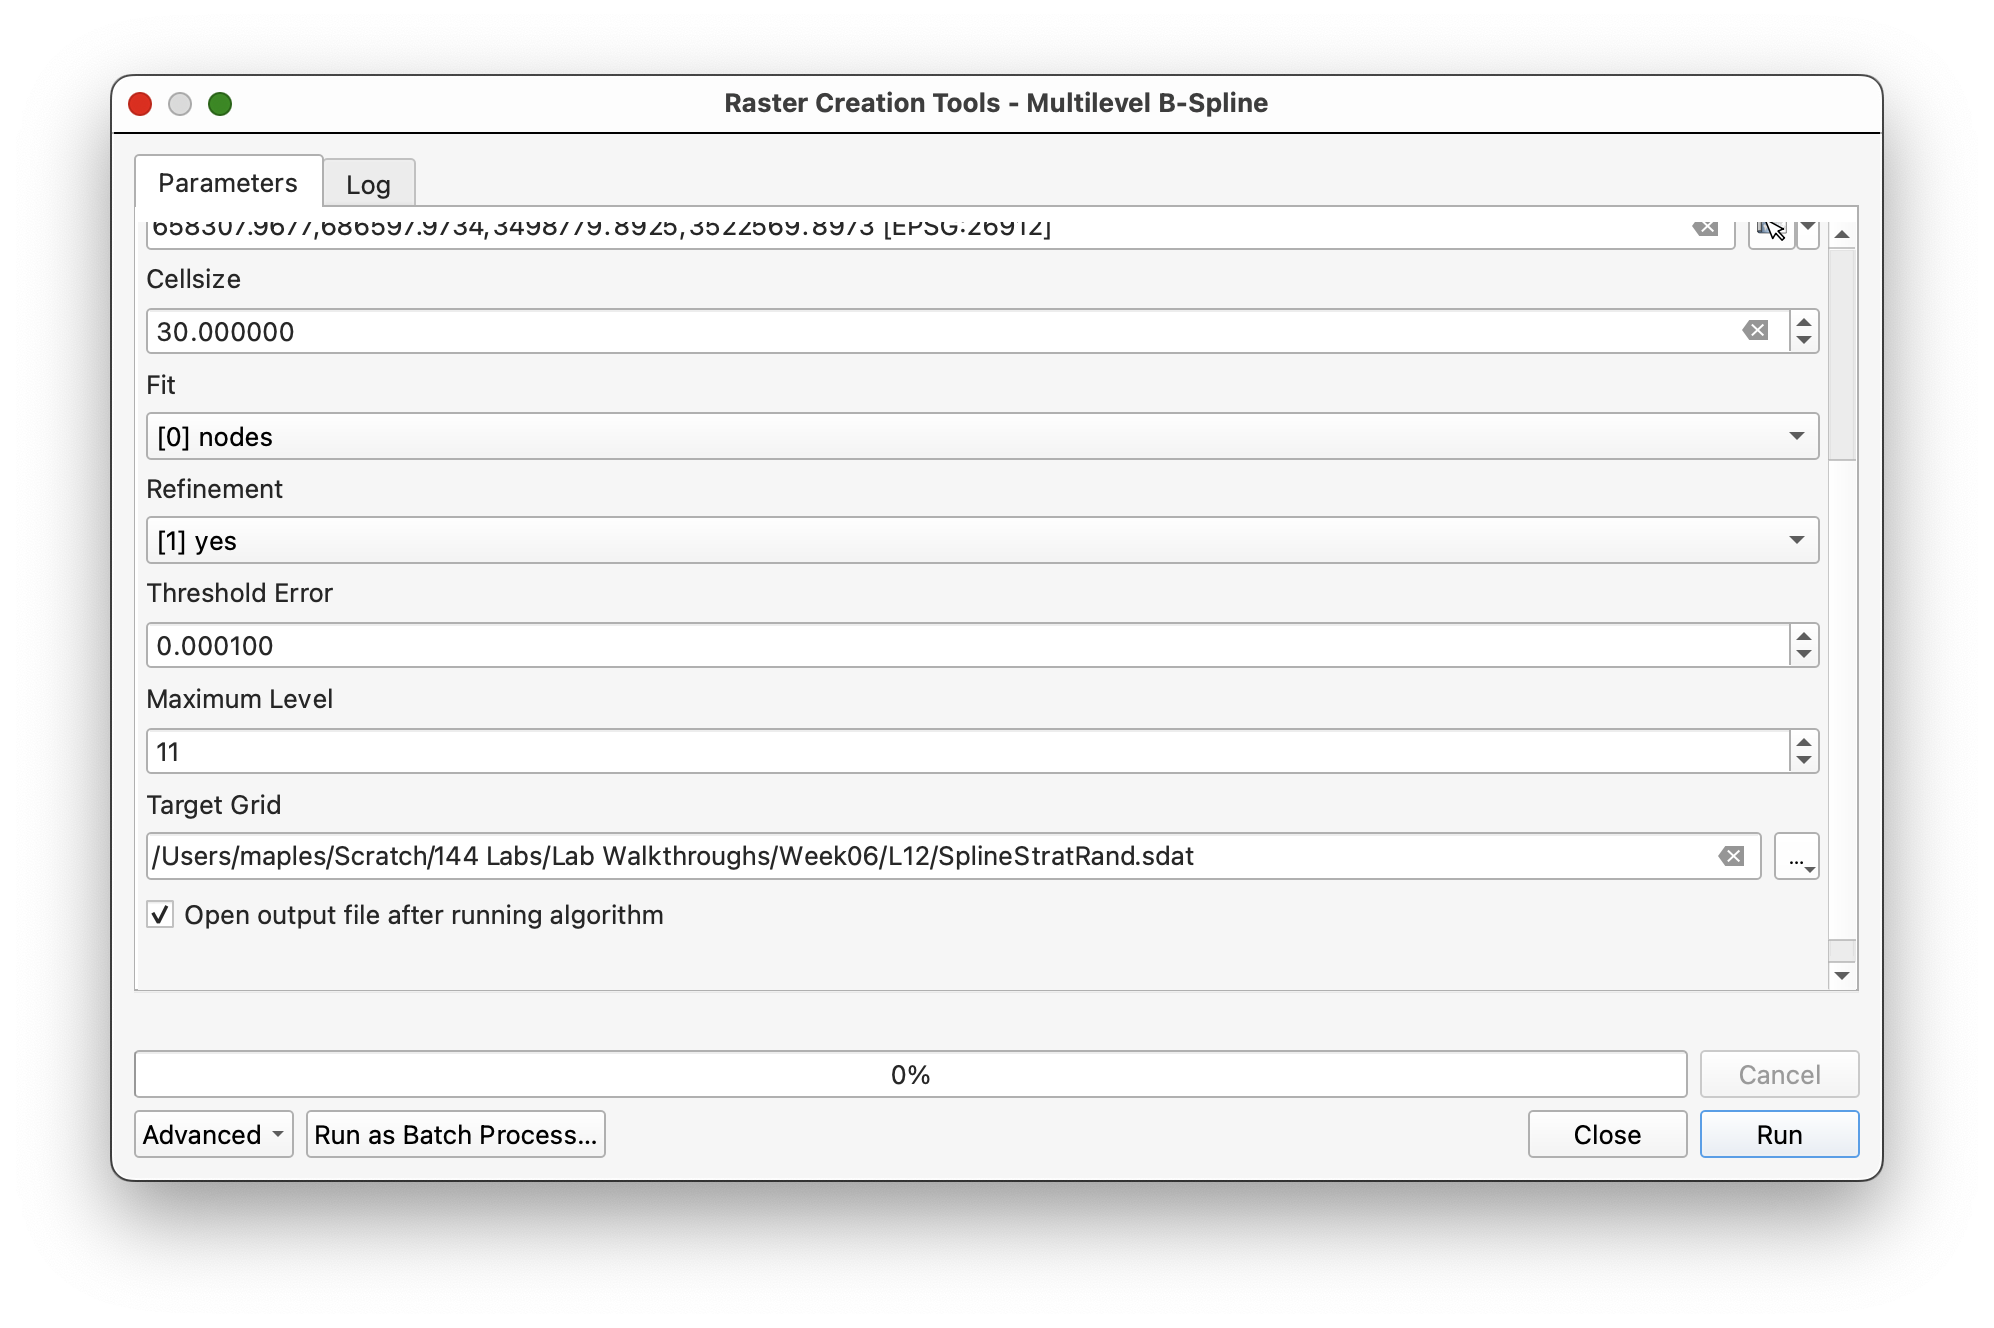 Raster Creation Tools - Multilevel B-Spline
Parameters
Log
658307.9677,686597.9734,3498779.8925,3522569.8973 [EPSG:26912]
Cellsize
30.000000
Fit
[0] nodes
Refinement
[1] yes
Threshold Error
0.000100
Maximum Level
11
Target Grid
/Users/maples/Scratch/144 Labs/Lab Walkthroughs/Week06/L12/SplineStratRand.sdat
...
Open output file after running algorithm
0%
Cancel
Advanced
Run as Batch Process...
Close
Run